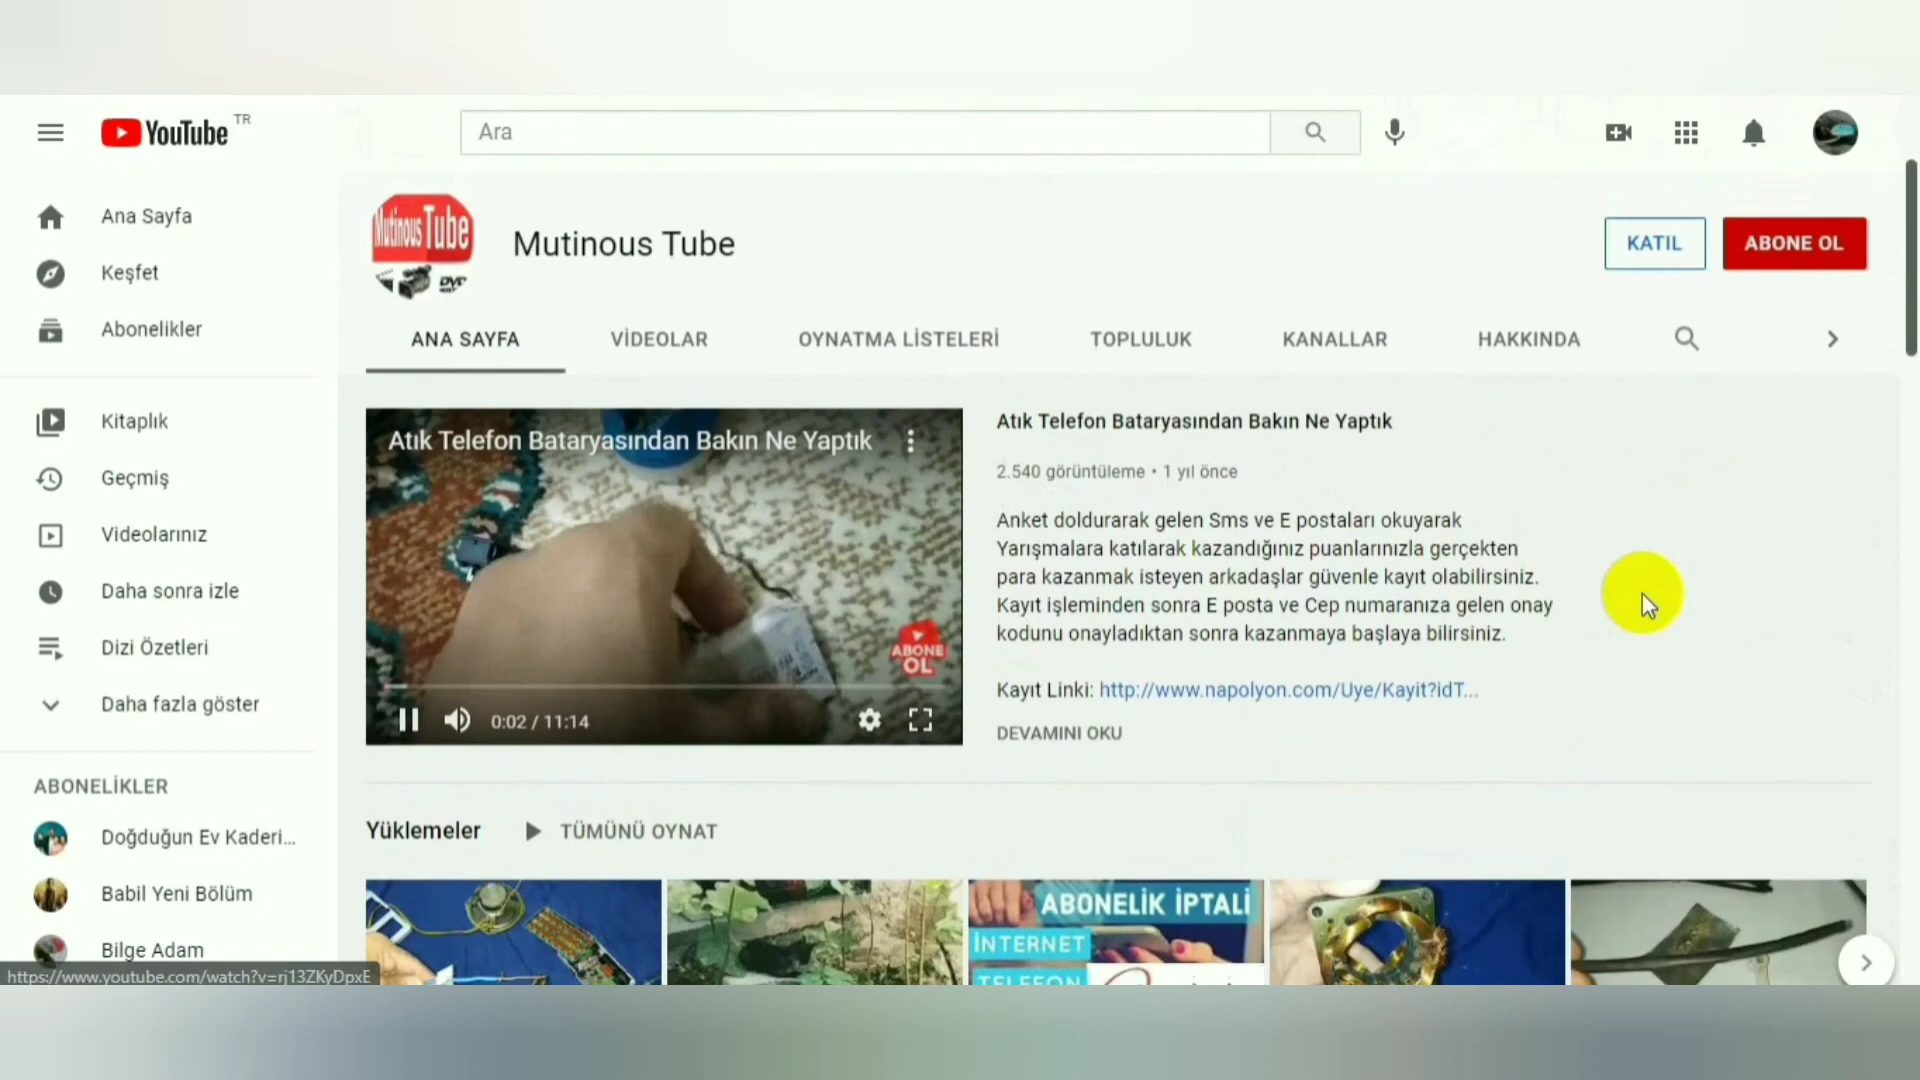 YouTube TR
Ara
Ana Sayfa
Keşfet
Abonelikler
Kitaplık
Geçmiş
Videolarınız
Daha sonra izle
Dizi Özetleri
Daha fazla göster
ABONELİKLER
Doğduğun Ev Kaderi...
Babil Yeni Bölüm
Bilge Adam
https://www.youtube.com/watch?v=rj13ZKyDpxE
Mutinous Tube
DVD
Mutinous Tube
KATIL
ABONE OL
ANA SAYFA
VİDEOLAR
OYNATMA LİSTELERİ
TOPLULUK
KANALLAR
HAKKINDA
Atık Telefon Bataryasından Bakın Ne Yaptık
ABONE
OL
0:02 / 11:14
Atık Telefon Bataryasından Bakın Ne Yaptık
2.540 görüntüleme • 1 yıl önce
Anket doldurarak gelen Sms ve E postaları okuyarak
Yarışmalara katılarak kazandığınız puanlarınızla gerçekten
para kazanmak isteyen arkadaşlar güvenle kayıt olabilirsiniz.
Kayıt işleminden sonra E posta ve Cep numaranıza gelen onay
kodunu onayladıktan sonra kazanmaya başlaya bilirsiniz.
Kayıt Linki: http://www.napolyon.com/Uye/Kayit?idT...
DEVAMINI OKU
Yüklemeler
TÜMÜNÜ OYNAT
ABONELİK İPTALİ
İNTERNET
TELEFON